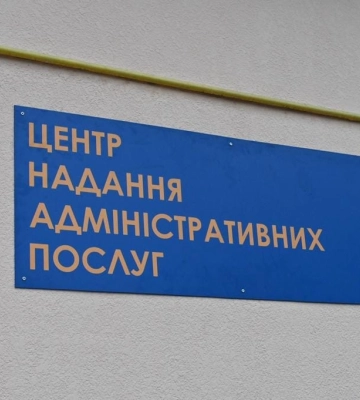 ЦЕНТР
НАДАННЯ
АДМІНІСТРАТИВНИХ
ПОСЛУГ